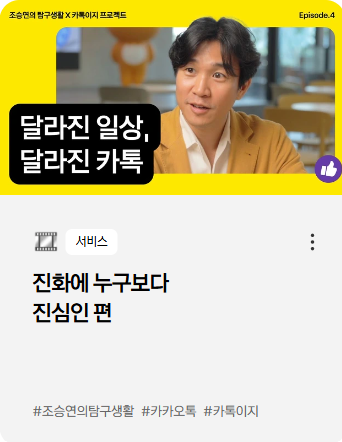 조승연의 탐구생활 X 카톡이지 프로젝트
Episode.4
달라진 일상,
달라진 카톡
서비스
진화에 누구보다
진심인 편
#조승연의탐구생활 #카카오톡 #카톡이지